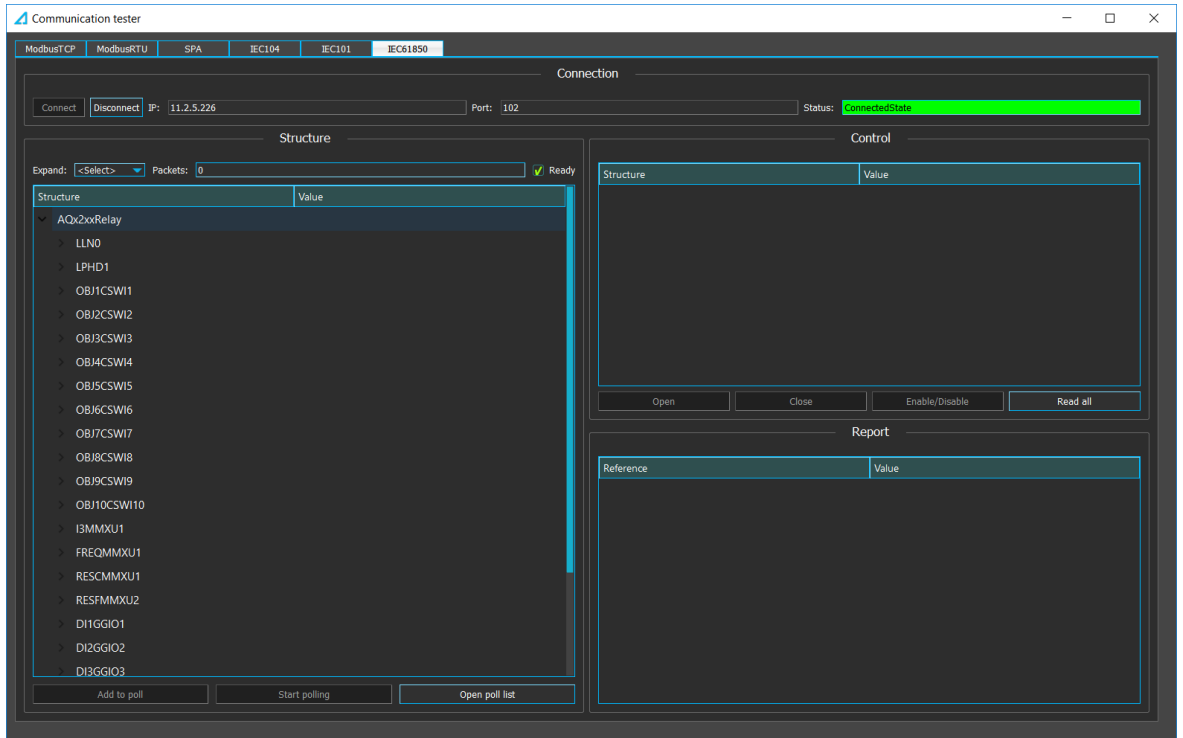 Communication tester
ModbusTCP ModbusRTU SPA IEC104 IEC101 IEC61850
Connection
Connect Disconnect IP: 11.2.5.226 Port: 102 Status: ConnectedState
Structure
Expand: <Select> Packets: 0 Ready
Structure Value
AQx2xxRelay
LLN0
LPHD1
OBJ1CSWI1
OBJ2CSWI2
OBJ3CSWI3
OBJ4CSWI4
OBJ5CSWI5
OBJ6CSWI6
OBJ7CSWI7
OBJ8CSWI8
OBJ9CSWI9
OBJ10CSWI10
I3MMXU1
FREQMMXU1
RESCMMXU1
RESFMMXU2
DI1GGIO1
DI2GGIO2
DI3GGIO3
Add to poll Start polling Open poll list
Control
Structure Value
Open Close Enable/Disable Read all
Report
Reference Value